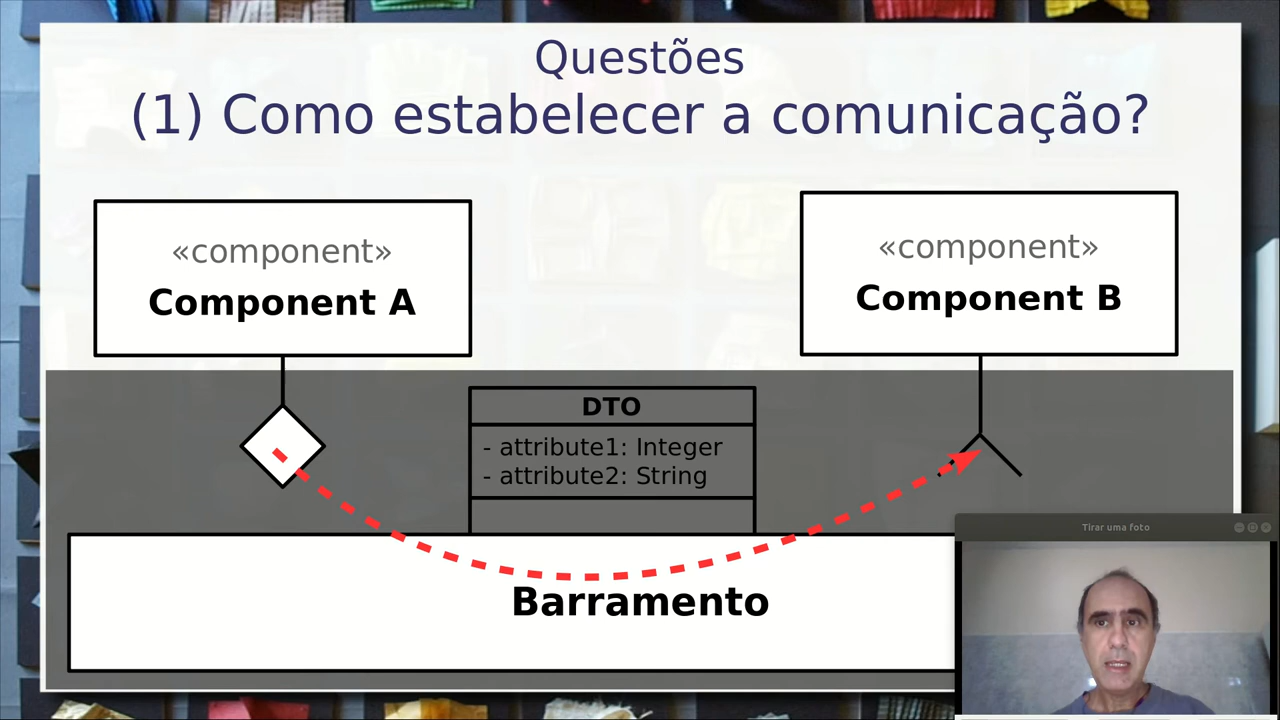 Questões
(1) Como estabelecer a comunicação?
«component»
Component A
«component»
Component B
DTO
- attribute1: Integer
- attribute2: String
Barramento
Tirar uma foto